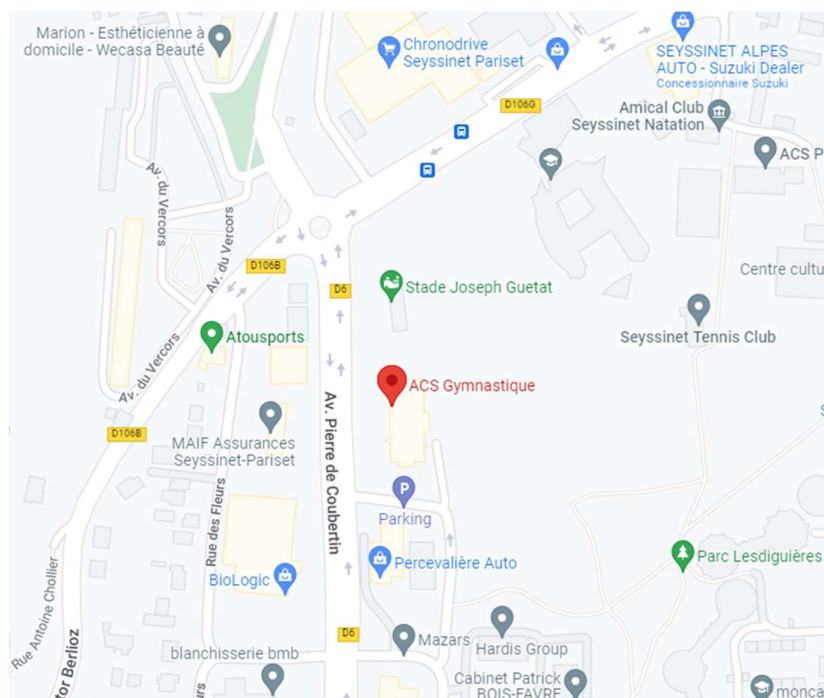 Marion - Esthéticienne à
domicile - Wecasa Beauté
Chronodrive
Seyssinet Pariset
SEYSSINET ALPES
AUTO - Suzuki Dealer
Concessionnaire Suzuki
D106G
Amical Club
Seyssinet Natation
ACS P
Av. du Vercors
Av. du Vercors
D106B
D6
Stade Joseph Guetat
Centre cultu
Atousports
Seyssinet Tennis Club
Av. du Vercors
ACS Gymnastique
D106B
MAIF Assurances
Seyssinet-Pariset
Av. Pierre de Coubertin
S
Rue des Fleurs
P
Parking
BioLogic
Percevalière Auto
Parc Lesdiguières
Rue Antoine Chollier
tor Berlioz
D6
Mazars
Hardis Group
blanchisserie bmb
Cabinet Patrick
BOIS-FAVRE
eurs
monca